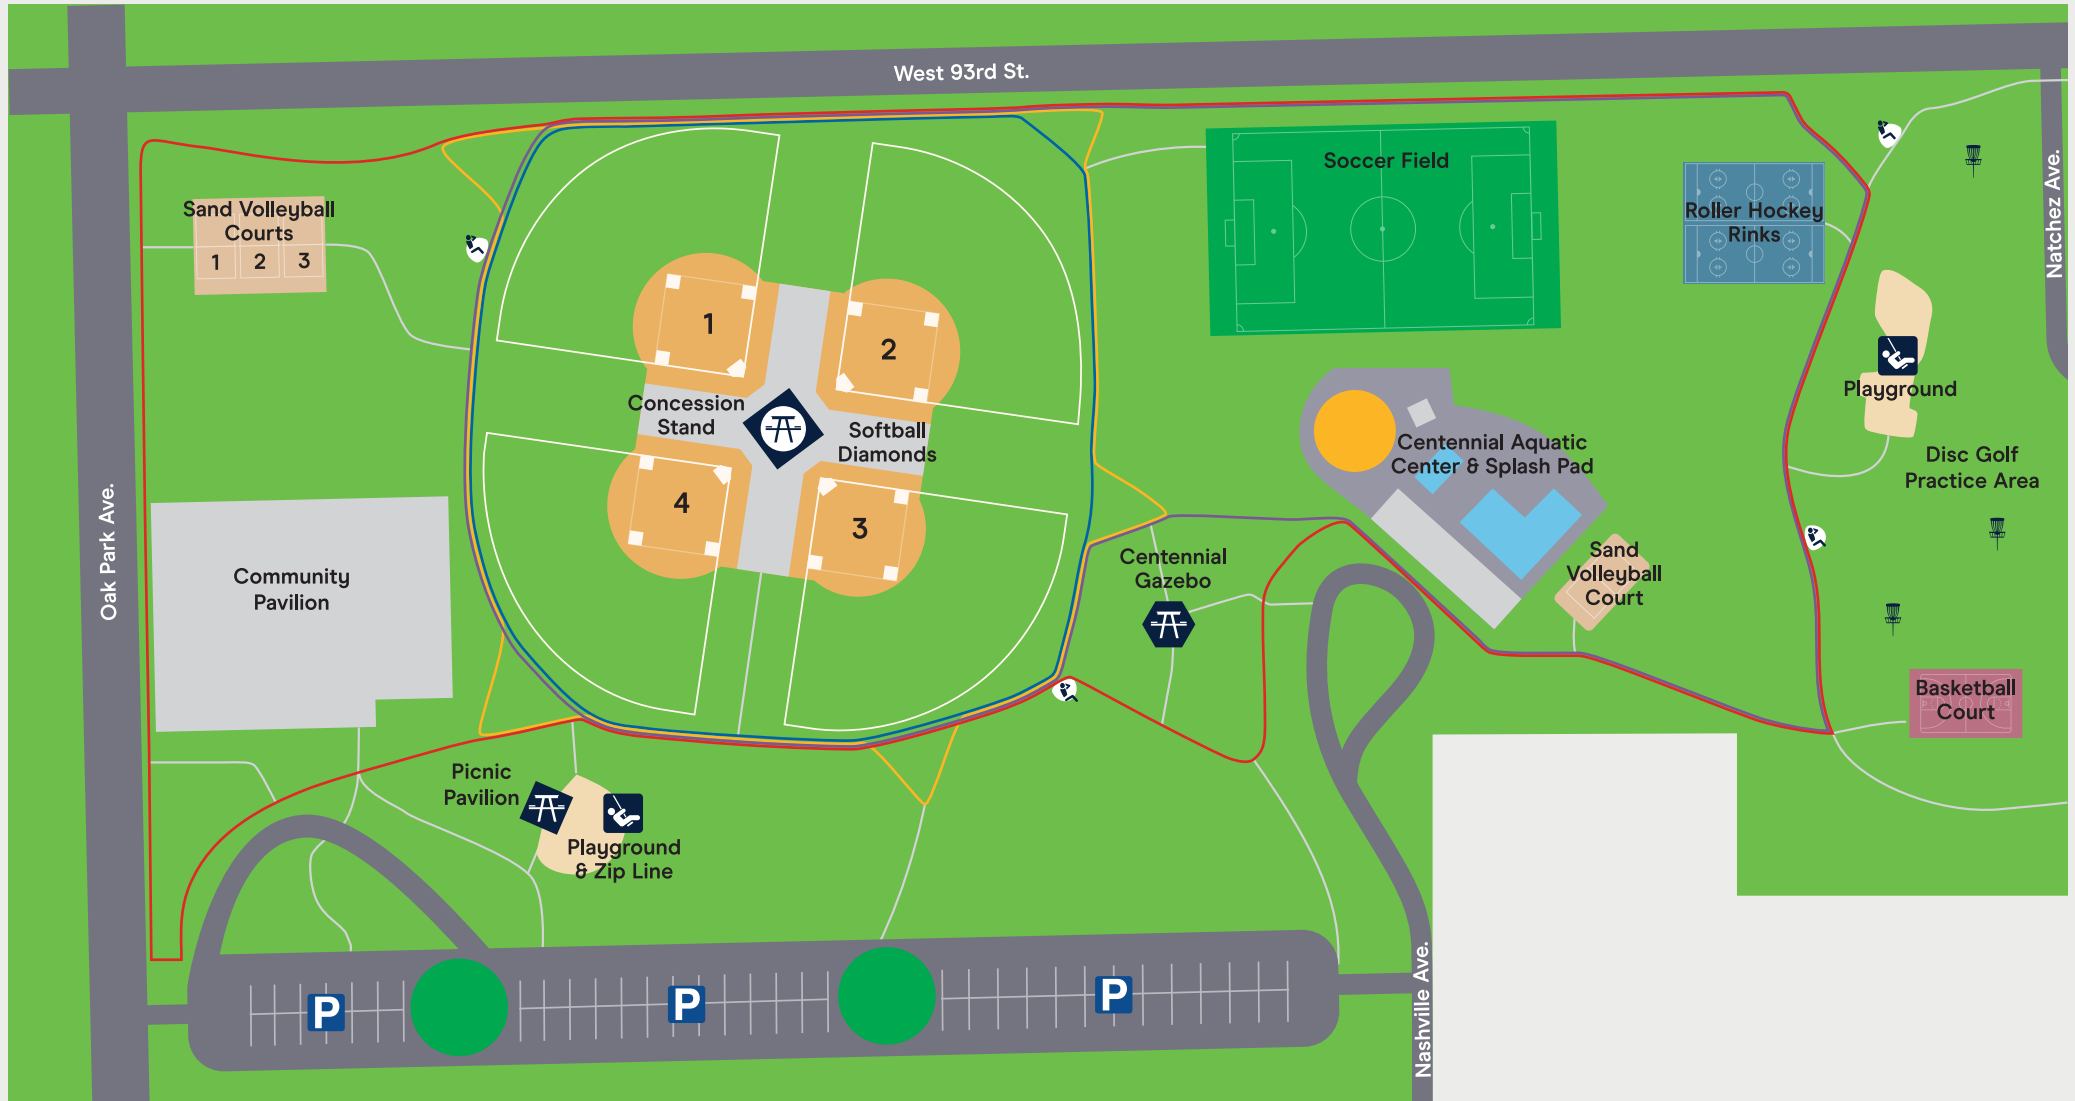 West 93rd St.
Oak Park Ave.
Natchez Ave.
Nashville Ave.
Sand Volleyball
Courts
1 2 3
Soccer Field
Roller Hockey
Rinks
1
2
Concession
Stand
Softball
Diamonds
4
3
Playground
Centennial Aquatic
Center & Splash Pad
Disc Golf
Practice Area
Community
Pavilion
Centennial
Gazebo
Sand
Volleyball
Court
Basketball
Court
Picnic
Pavilion
Playground
& Zip Line
P
P
P